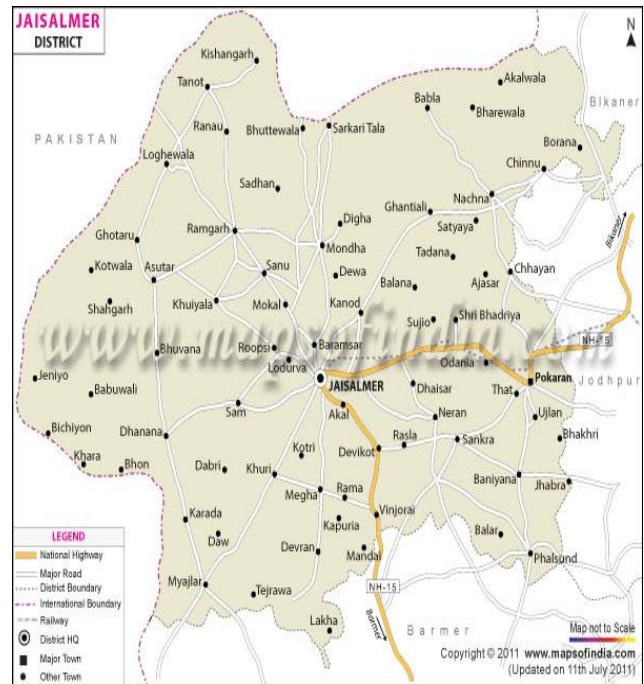 JAISALMER
DISTRICT
N
Kishangarh
Tanot
Akalwala
Babla
Bharewala
BIkaner
PAKISTAN
Ranau
Bhuttewala
Sarkari Tala
Borana
Loghewala
Chinnu
Sadhan
Nachna
Ghantiali
Satyaya
Digha
Ramgarh
Bikaner
Ghotaru
Mondha
Tadana
Kotwala
Asutar
Sanu
Dewa
Chhayan
Ajasar
Balana
Shahgarh
Khuiyala
Mokal
Kanod
Sujio
Shri Bhadriya
www.mapsofindia.com
Bhuvana
Roopsi
Baramsar
NH-15
Lodurva
Odania
Jeniyo
JAISALMER
Pokaran
Jodhpur
Babuwali
Dhaisar
That
Sam
Akal
Neran
Ujlan
Bichiyon
Dhanana
Kotri
Devikot
Rasla
Sankra
Bhakhri
Khara
Bhon
Dabri
Khuri
Baniyana
Jhabra
Megha
Rama
Karada
Vinjorai
Kapuria
Daw
Balar
Devran
Mandai
Phalsund
Myajlar
Tejrawa
NH-15
Lakha
Barmer
Barmer
LEGEND
National Highway
Major Road
District Boundary
International Boundary
Railway
District HQ
Major Town
Other Town
Map not to Scale
Copyright © 2011 www.mapsofindia.com
(Updated on 11th July 2011)